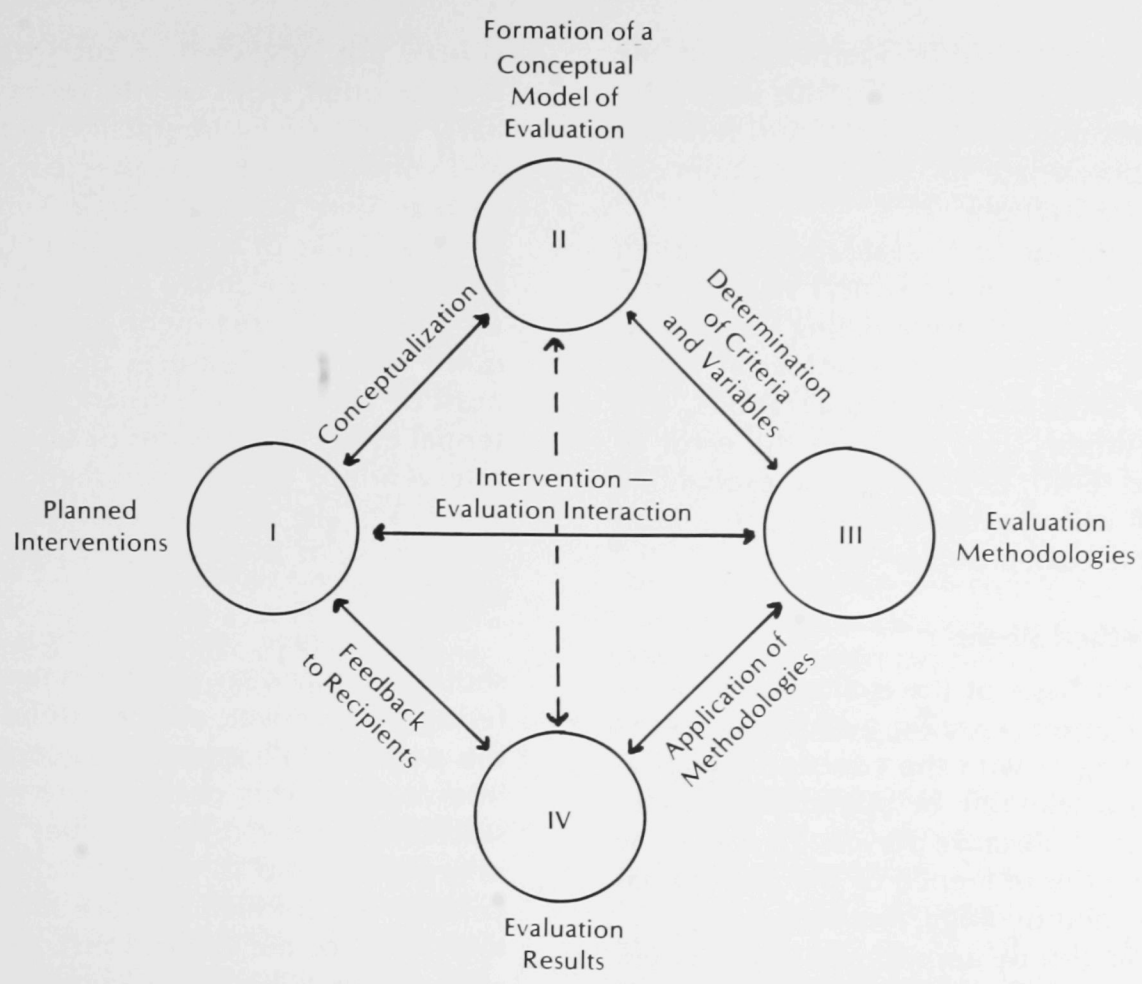 Formation of a
Conceptual
Model of
Evaluation
II
Conceptualization
Determination
of Criteria
and Variables
Planned
Interventions
I
Intervention —
Evaluation Interaction
III
Evaluation
Methodologies
Feedback
to Recipients
Application of
Methodologies
IV
Evaluation
Results